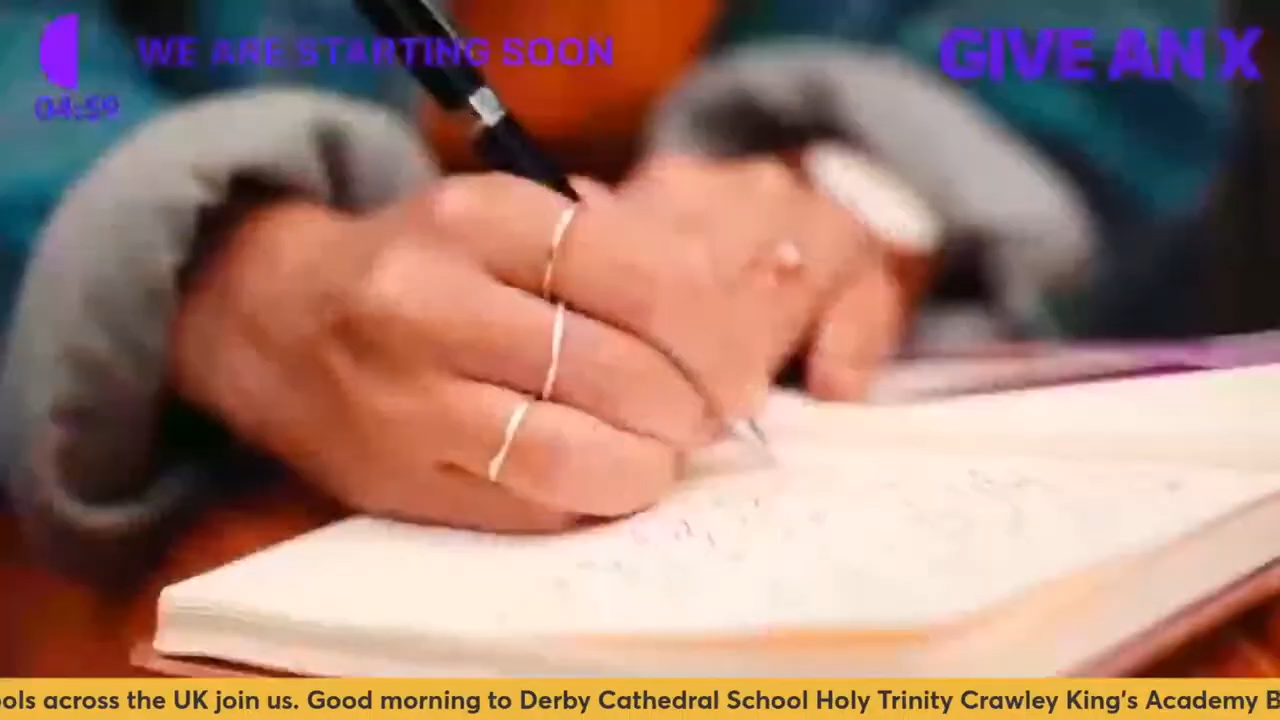 WE ARE STARTING SOON
GIVE AN X
04:59
ols across the UK join us. Good morning to Derby Cathedral School Holy Trinity Crawley King's Academy B